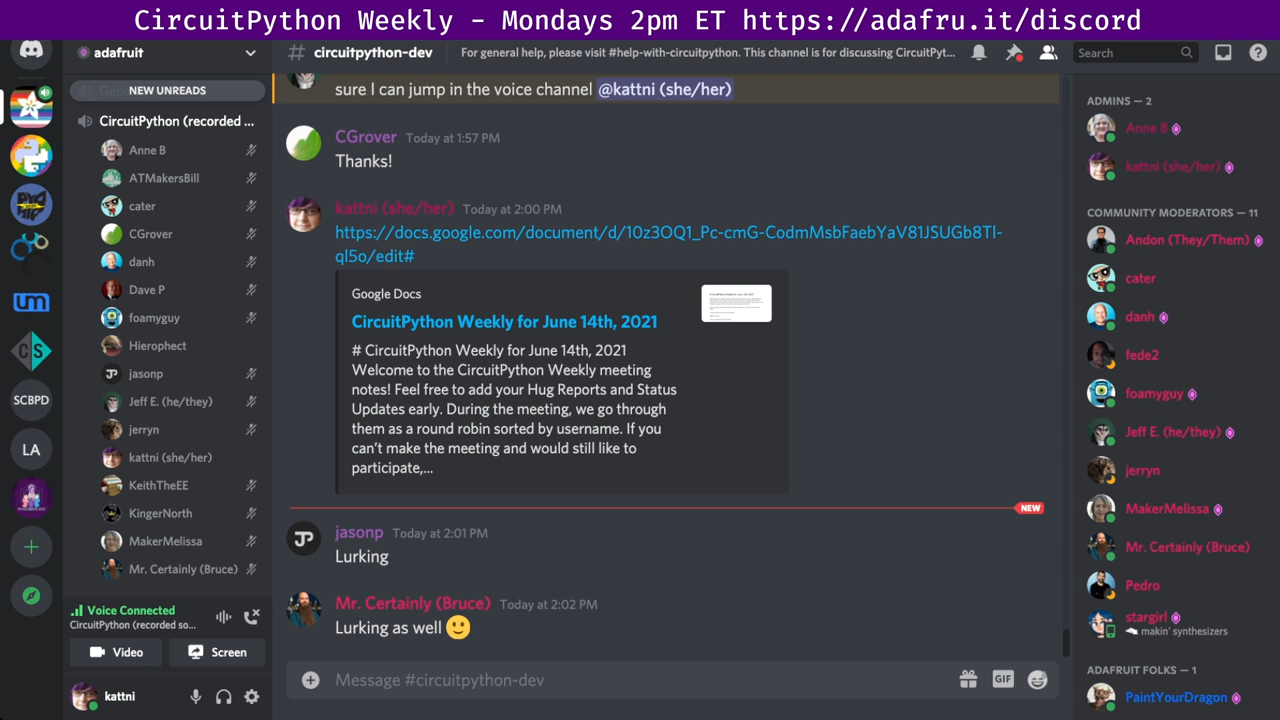 CircuitPython Weekly - Mondays 2pm ET https://adafru.it/discord
adafruit
NEW UNREADS
CircuitPython (recorded ...
Anne B
ATMakersBill
cater
CGrover
danh
Dave P
foamyguy
Hierophect
jasonp
Jeff E. (he/they)
jerryn
kattni (she/her)
KeithTheEE
KingerNorth
MakerMelissa
Mr. Certainly (Bruce)
Voice Connected
CircuitPython (recorded so...
Video
Screen
kattni
UM
CS
SCBPD
LA
# circuitpython-dev
For general help, please visit #help-with-circuitpython. This channel is for discussing CircuitPyt...
Search
sure I can jump in the voice channel @kattni (she/her)
CGrover Today at 1:57 PM
Thanks!
kattni (she/her) Today at 2:00 PM
https://docs.google.com/document/d/10z3OQ1_Pc-cmG-CodmMsbFaebYaV81JSUGb8Tl-
ql5o/edit#
Google Docs
CircuitPython Weekly for June 14th, 2021
# CircuitPython Weekly for June 14th, 2021
Welcome to the CircuitPython Weekly meeting
notes! Feel free to add your Hug Reports and Status
Updates early. During the meeting, we go through
them as a round robin sorted by username. If you
can't make the meeting and would still like to
participate,...
NEW
jasonp Today at 2:01 PM
Lurking
Mr. Certainly (Bruce) Today at 2:02 PM
Lurking as well 🙂
Message #circuitpython-dev
GIF
ADMINS — 2
Anne B
kattni (she/her)
COMMUNITY MODERATORS — 11
Andon (They/Them)
cater
danh
fede2
foamyguy
Jeff E. (he/they)
jerryn
MakerMelissa
Mr. Certainly (Bruce)
Pedro
stargirl
makin' synthesizers
ADAFRUIT FOLKS — 1
PaintYourDragon